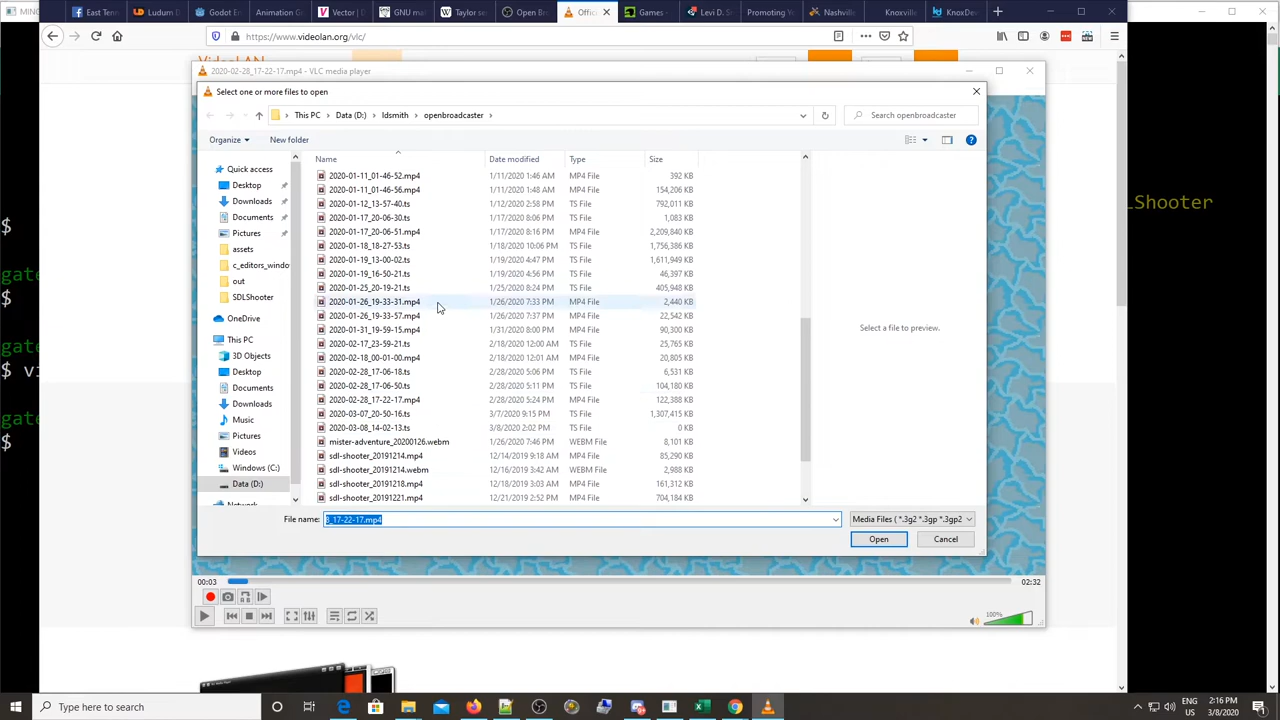 MING
East Tenn
Ludum D
Godot E
Animation
Vector | D
GNU mak
Tutor se
Open Bro
Offic
Games -
Promoting Yo
Nashville
Knoxville
KnoxDev
https://www.videolan.org/vlc/
VideoLAN
2020-02-28_17-22-17.mp4 - VLC media player
Select one or more files to open
This PC > Data (D:) > ldsmith > openbroadcaster >
Search openbroadcaster
Organize
New folder
Name Date modified Type Size
2020-01-11_01-46-52.mp4 1/11/2020 1:46 AM MP4 File 392 KB
2020-01-11_01-46-56.mp4 1/11/2020 1:48 AM MP4 File 154,206 KB
2020-01-12_13-57-40.ts 1/12/2020 2:58 PM TS File 792,011 KB
2020-01-17_20-06-30.ts 1/17/2020 8:06 PM TS File 1,083 KB
2020-01-17_20-06-51.mp4 1/17/2020 8:16 PM MP4 File 2,209,840 KB
2020-01-18_18-27-53.ts 1/18/2020 10:06 PM TS File 1,756,386 KB
2020-01-19_13-00-02.ts 1/19/2020 4:47 PM TS File 1,611,949 KB
2020-01-19_16-50-21.ts 1/19/2020 4:56 PM TS File 46,397 KB
2020-01-25_20-19-21.ts 1/25/2020 8:24 PM TS File 405,948 KB
2020-01-26_19-33-31.mp4 1/26/2020 7:33 PM MP4 File 2,440 KB
2020-01-26_19-33-57.mp4 1/26/2020 7:37 PM MP4 File 22,542 KB
2020-01-31_19-59-15.mp4 1/31/2020 8:00 PM MP4 File 90,300 KB
2020-02-17_23-59-21.ts 2/18/2020 12:00 AM TS File 25,765 KB
2020-02-18_00-01-00.mp4 2/18/2020 12:01 AM MP4 File 20,805 KB
2020-02-28_17-06-18.ts 2/28/2020 5:06 PM TS File 6,531 KB
2020-02-28_17-06-50.ts 2/28/2020 5:11 PM TS File 104,180 KB
2020-02-28_17-22-17.mp4 2/28/2020 5:24 PM MP4 File 122,388 KB
2020-03-07_20-50-16.ts 3/7/2020 9:15 PM TS File 1,307,415 KB
2020-03-08_14-02-13.ts 3/8/2020 2:02 PM TS File 0 KB
mister-adventure_20200126.webm 1/26/2020 7:46 PM WEBM File 8,101 KB
sdl-shooter_20191214.mp4 12/14/2019 9:18 AM MP4 File 85,290 KB
sdl-shooter_20191214.webm 12/16/2019 3:42 AM WEBM File 2,988 KB
sdl-shooter_20191218.mp4 12/18/2019 3:03 AM MP4 File 161,312 KB
sdl-shooter_20191221.mp4 12/21/2019 2:52 PM MP4 File 704,184 KB
Quick access
Desktop
Downloads
Documents
Pictures
assets
c_editors_windo
out
SDLShooter
OneDrive
This PC
3D Objects
Desktop
Documents
Downloads
Music
Pictures
Videos
Windows (C:)
Data (D:)
Network
Select a file to preview.
File name: 8_17-22-17.mp4
Media Files ( *.3g2 *.3gp *.3gp2
Open
Cancel
00:03
02:32
100%
$
gate
$
gate
$ vi
gate
$
LShooter
Type here to search
ENG
US
2:16 PM
3/8/2020